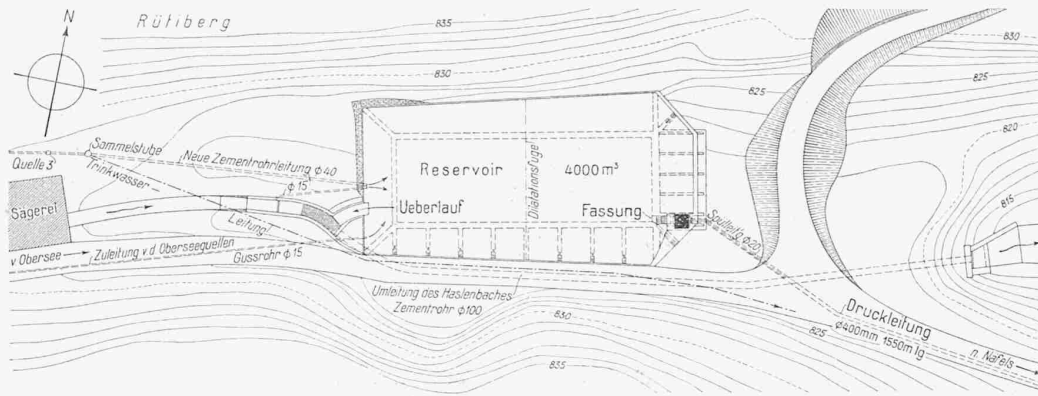 N
Rütiberg
835
830
830
825
825
820
815
Quelle 3
Sammelstube
Neue Zementrohrleitung ϕ40
ϕ15
Trinkwasser-
Leitung
Sägerei
Reservoir
4000 m³
Dilatationsfuge
Ueberlauf
Fassung
Spülleitg ϕ20
v. Obersee
Zuleitung v. d. Oberseequellen
Gussrohr ϕ15
Umleitung des Haslenbaches
Zementrohr ϕ100
830
835
825
Druckleitung
ϕ400mm 1550m lg
n. Näfels